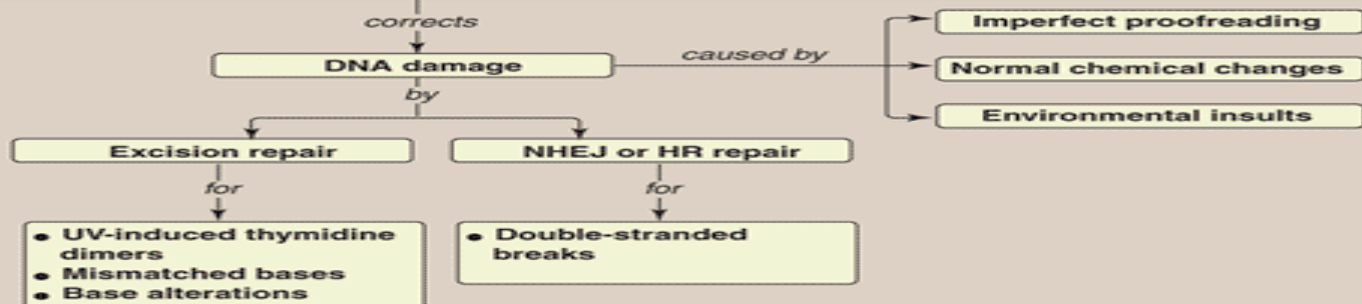 corrects
DNA damage
caused by
Imperfect proofreading
Normal chemical changes
Environmental insults
by
Excision repair
NHEJ or HR repair
for
for
• UV-induced thymidine
dimers
• Mismatched bases
• Base alterations
• Double-stranded
breaks